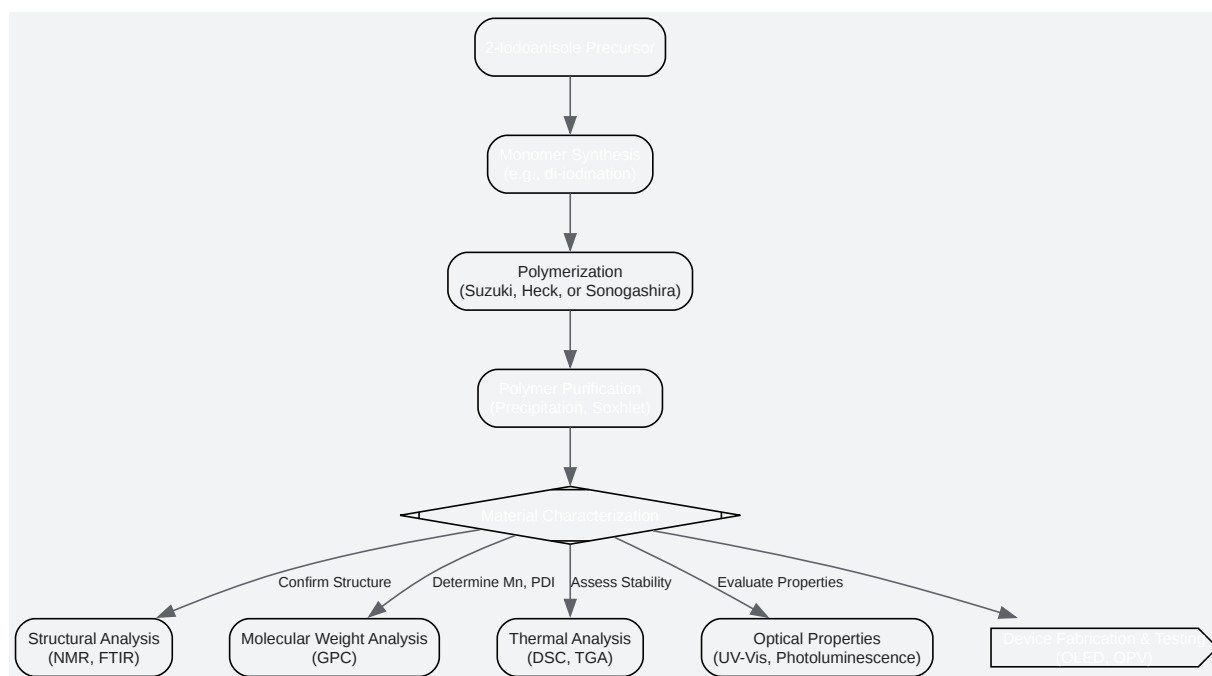 2-Iodoanisole Precursor
Monomer Synthesis
(e.g., di-iodination)
Polymerization
(Suzuki, Heck, or Sonogashira)
Polymer Purification
(Precipitation, Soxhlet)
Material Characterization
Confirm Structure
Determine Mn, PDI
Assess Stability
Evaluate Properties
Structural Analysis
(NMR, FTIR)
Molecular Weight Analysis
(GPC)
Thermal Analysis
(DSC, TGA)
Optical Properties
(UV-Vis, Photoluminescence)
Device Fabrication & Testing
(OLED, OPV)